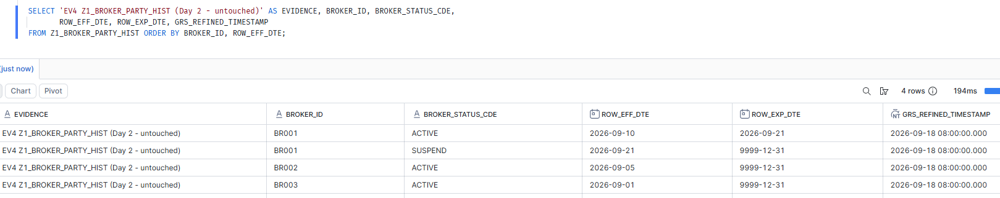 SELECT 'EV4 Z1_BROKER_PARTY_HIST (Day 2 - untouched)' AS EVIDENCE, BROKER_ID, BROKER_STATUS_CDE,
ROW_EFF_DTE, ROW_EXP_DTE, GRS_REFINED_TIMESTAMP
FROM Z1_BROKER_PARTY_HIST ORDER BY BROKER_ID, ROW_EFF_DTE;
(just now)
Chart Pivot 4 rows 194ms
EVIDENCE BROKER_ID BROKER_STATUS_CDE ROW_EFF_DTE ROW_EXP_DTE NT GRS_REFINED_TIMESTAMP
EV4 Z1_BROKER_PARTY_HIST (Day 2 - untouched) BR001 ACTIVE 2026-09-10 2026-09-21 2026-09-18 08:00:00.000
EV4 Z1_BROKER_PARTY_HIST (Day 2 - untouched) BR001 SUSPEND 2026-09-21 9999-12-31 2026-09-18 08:00:00.000
EV4 Z1_BROKER_PARTY_HIST (Day 2 - untouched) BR002 ACTIVE 2026-09-05 9999-12-31 2026-09-18 08:00:00.000
EV4 Z1_BROKER_PARTY_HIST (Day 2 - untouched) BR003 ACTIVE 2026-09-01 9999-12-31 2026-09-18 08:00:00.000